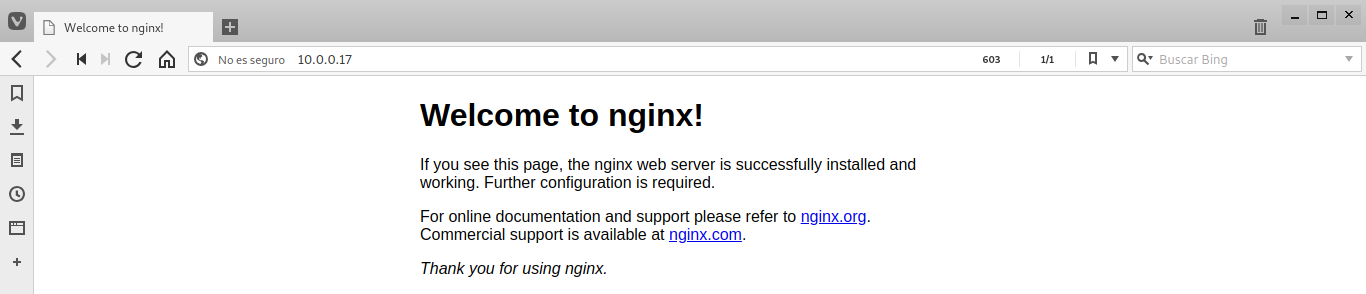 Welcome to nginx!
No es seguro 10.0.0.17 603 1/1 Buscar Bing
Welcome to nginx!
If you see this page, the nginx web server is successfully installed and
working. Further configuration is required.
For online documentation and support please refer to nginx.org.
Commercial support is available at nginx.com.
Thank you for using nginx.